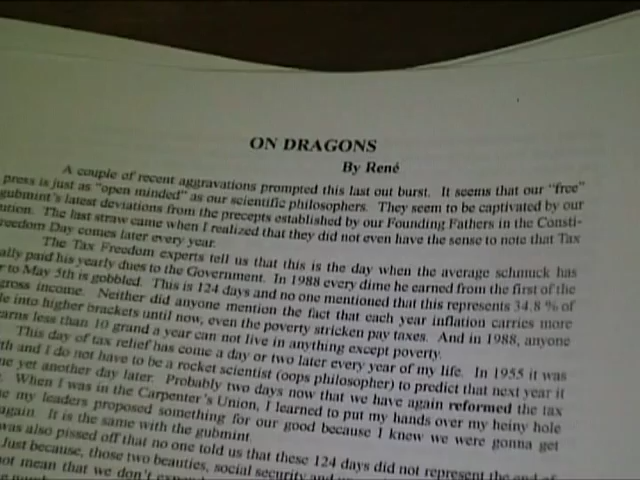 ON DRAGONS
By René
A couple of recent aggravations prompted this last out burst. It seems that our "free"
press is just as "open minded" as our scientific philosophers. They seem to be captivated by our
gubmint's latest deviations from the precepts established by our Founding Fathers in the Consti-
ution. The last straw came when I realized that they did not even have the sense to note that Tax
reedom Day comes later every year.
The Tax Freedom experts tell us that this is the day when the average schmuck has
ally paid his yearly dues to the Government. In 1988 every dime he earned from the first of the
r to May 5th is gobbled. This is 124 days and no one mentioned that this represents 34.8 % of
gross income. Neither did anyone mention the fact that each year inflation carries more
le into higher brackets until now, even the poverty stricken pay taxes. And in 1988, anyone
earns less than 10 grand a year can not live in anything except poverty.
This day of tax relief has come a day or two later every year of my life. In 1955 it was
th and I do not have to be a rocket scientist (oops philosopher) to predict that next year it
ne yet another day later. Probably two days now that we have again reformed the tax
When I was in the Carpenter's Union, I learned to put my hands over my heiny hole
e my leaders proposed something for our good because I knew we were gonna get
again. It is the same with the gubmint.
was also pissed off that no one told us that these 124 days did not represent the end of
Just because, those two beauties, social security and
not mean that we don't